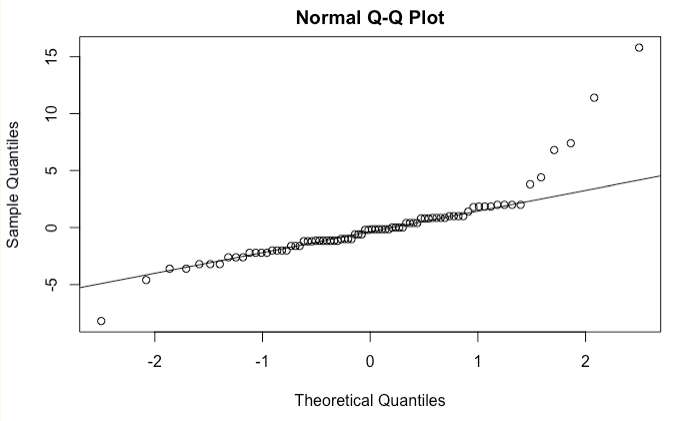 Normal Q-Q Plot
Sample Quantiles
15
10
5
0
-5
-2 -1 0 1 2
Theoretical Quantiles